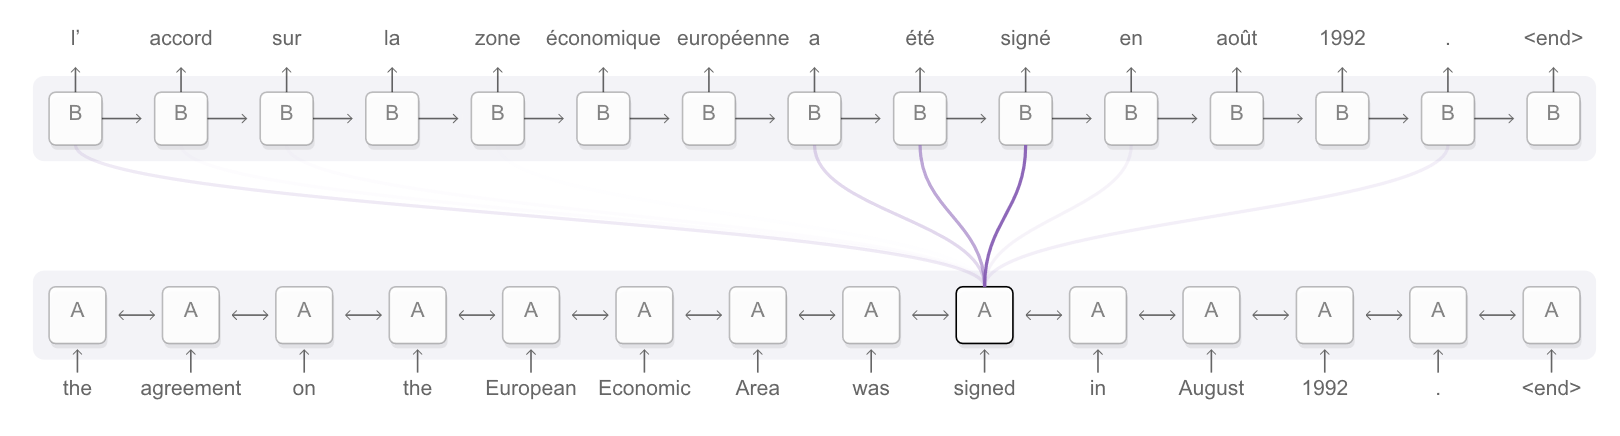 l’ accord sur la zone économique européenne a été signé en août 1992 . <end>
B B B B B B B B B B B B B B B
A A A A A A A A A A A A A A
the agreement on the European Economic Area was signed in August 1992 . <end>